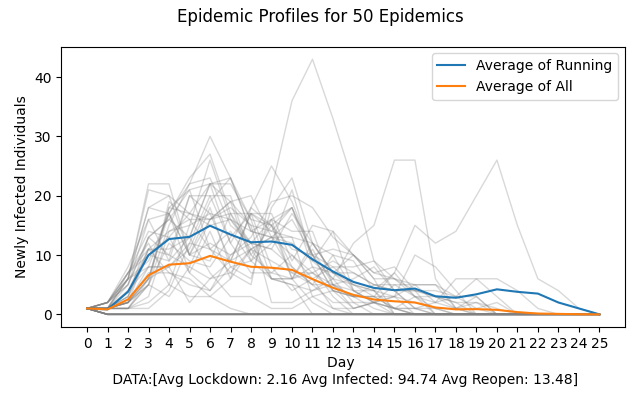 Epidemic Profiles for 50 Epidemics
Newly Infected Individuals
40
30
20
10
0
Average of Running
Average of All
0 1 2 3 4 5 6 7 8 9 10 11 12 13 14 15 16 17 18 19 20 21 22 23 24 25
Day
DATA:[Avg Lockdown: 2.16 Avg Infected: 94.74 Avg Reopen: 13.48]